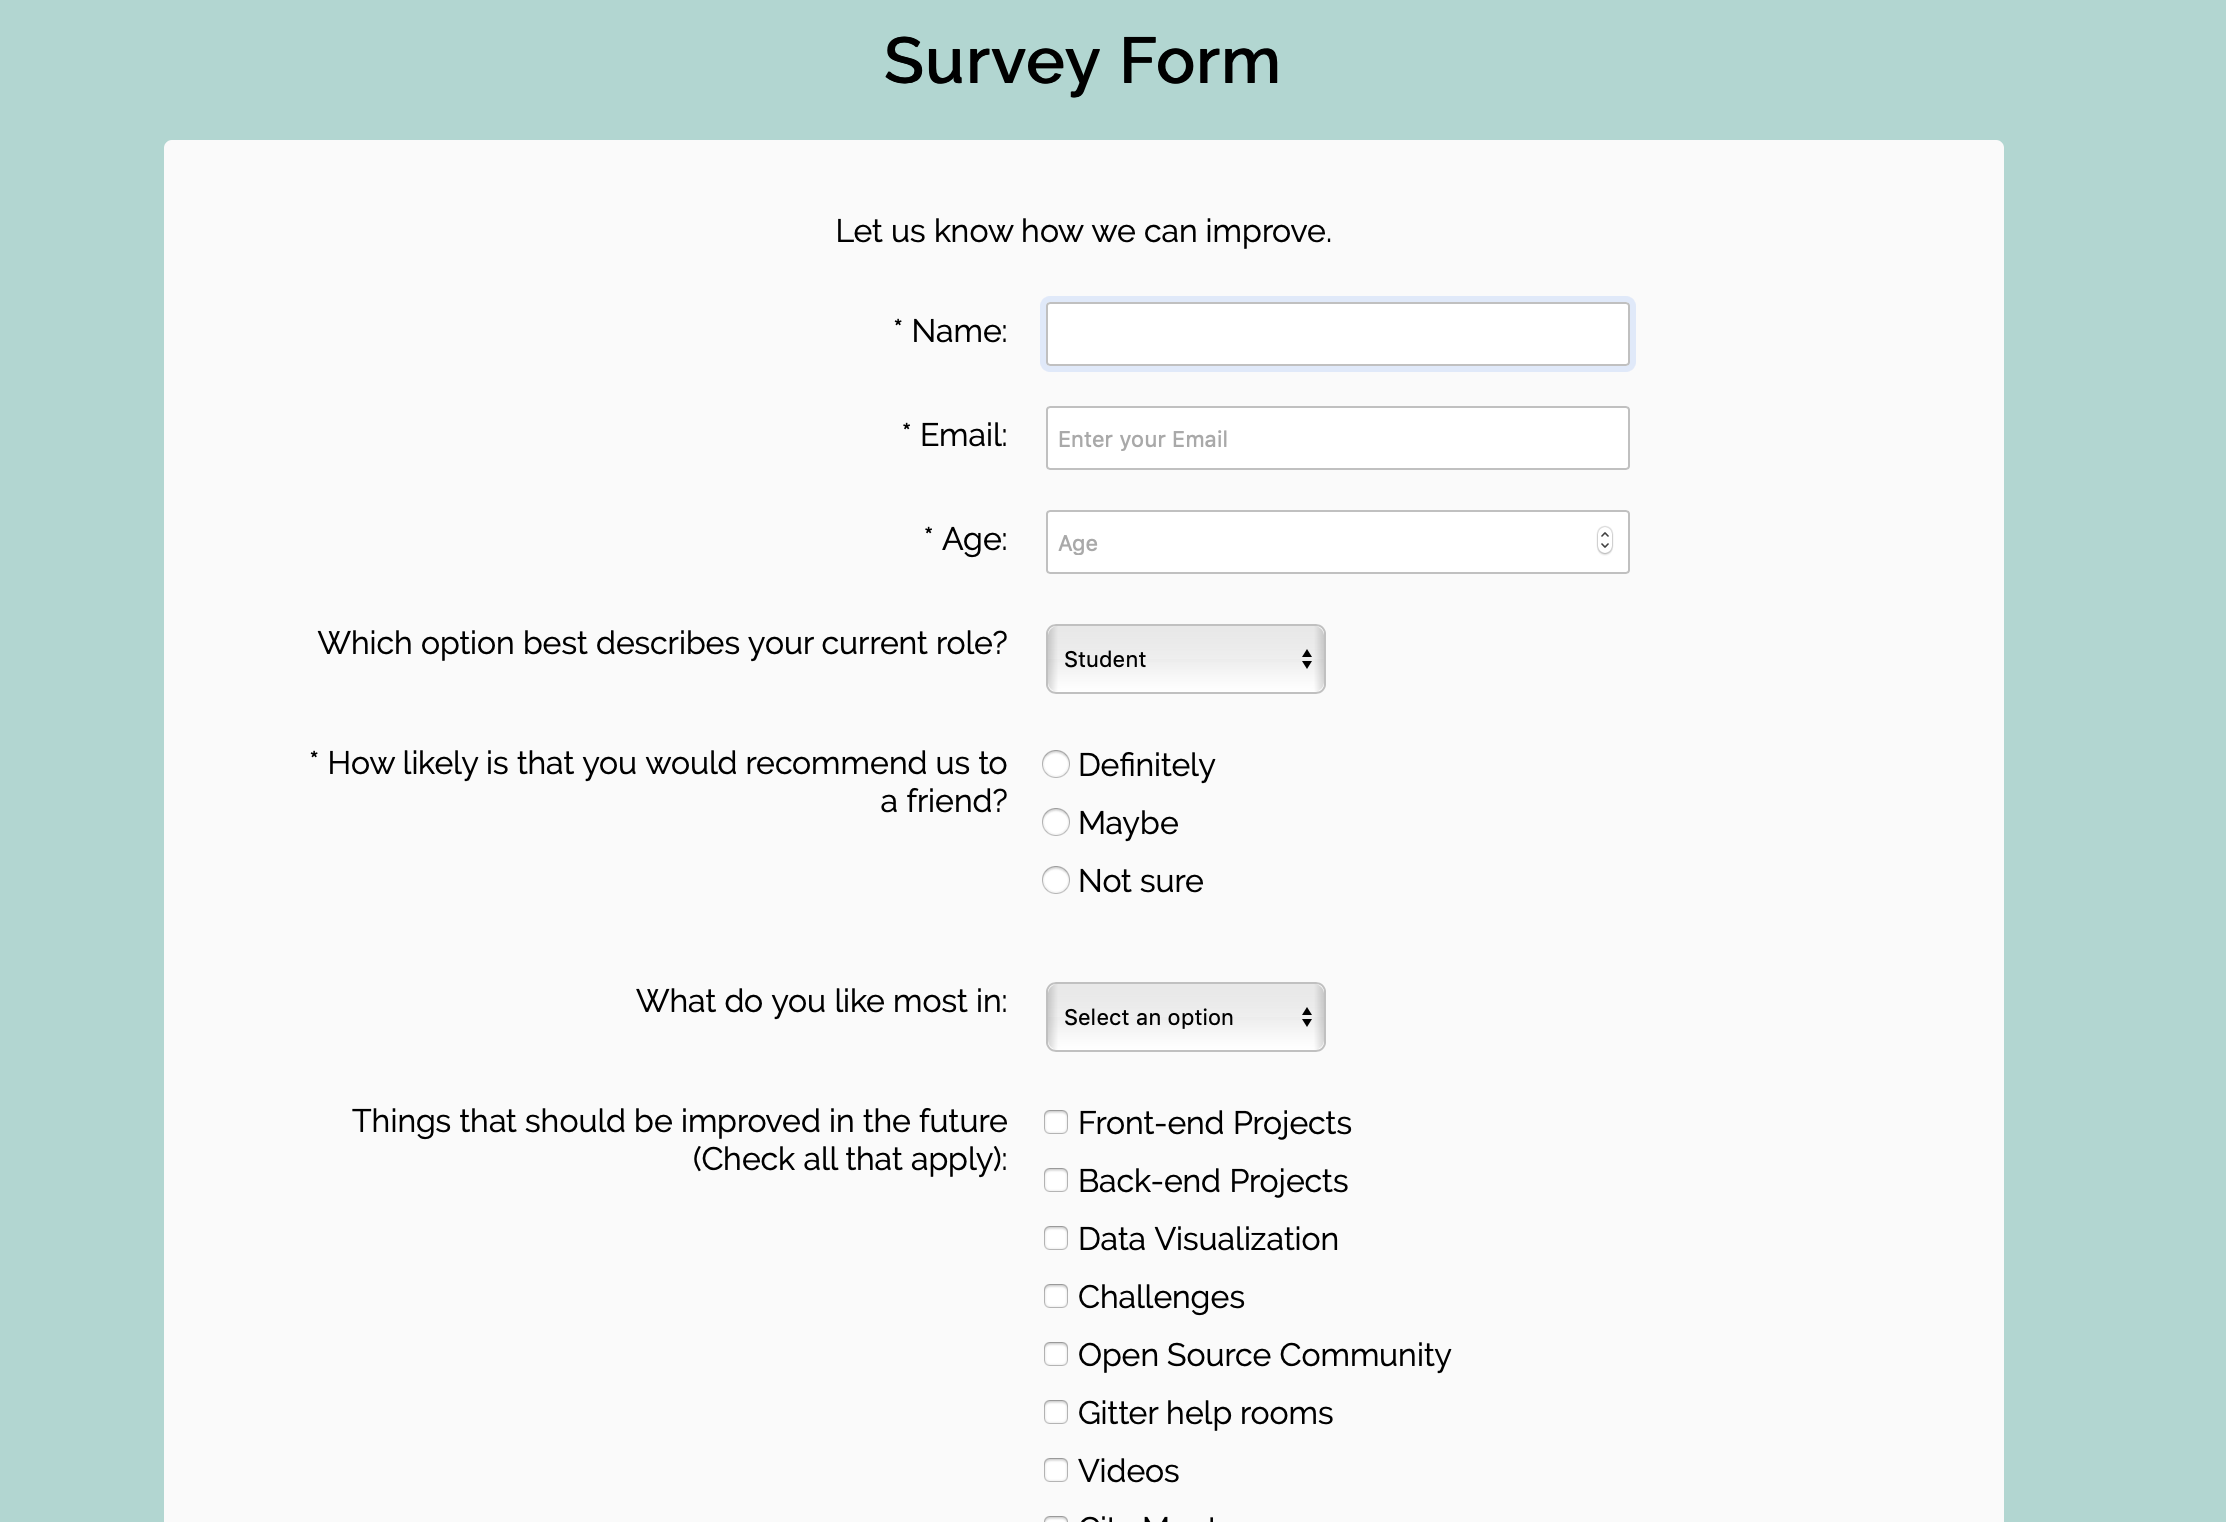 Survey Form
Let us know how we can improve.
* Name:
* Email:
Enter your Email
* Age:
Age
Which option best describes your current role?
Student
* How likely is that you would recommend us to
a friend?
Definitely
Maybe
Not sure
What do you like most in:
Select an option
Things that should be improved in the future
(Check all that apply):
Front-end Projects
Back-end Projects
Data Visualization
Challenges
Open Source Community
Gitter help rooms
Videos